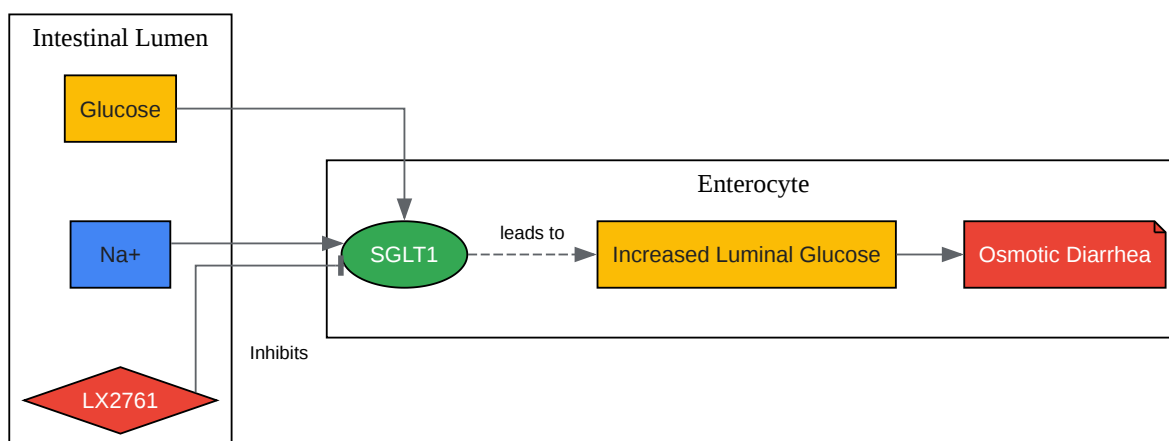 Intestinal Lumen
Glucose
Enterocyte
Na+
SGLT1
leads to
Increased Luminal Glucose
Osmotic Diarrhea
Inhibits
LX2761